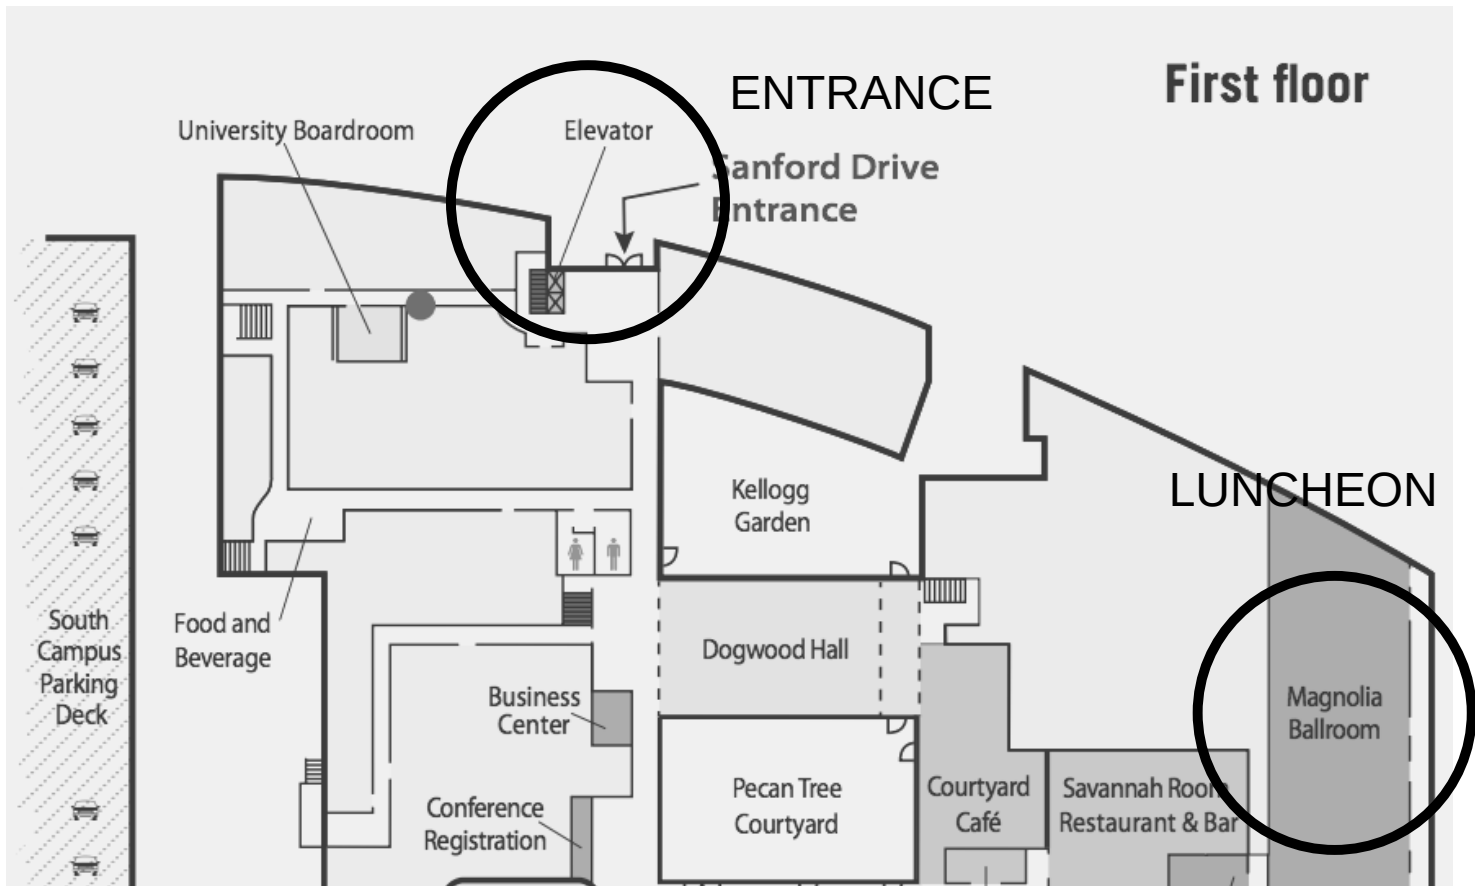 ENTRANCE
First floor
University Boardroom
Elevator
Sanford Drive
Entrance
LUNCHEON
Kellogg
Garden
South
Campus
Parking
Deck
Food and
Beverage
Dogwood Hall
Business
Center
Magnolia
Ballroom
Conference
Registration
Pecan Tree
Courtyard
Courtyard
Café
Savannah Room
Restaurant & Bar